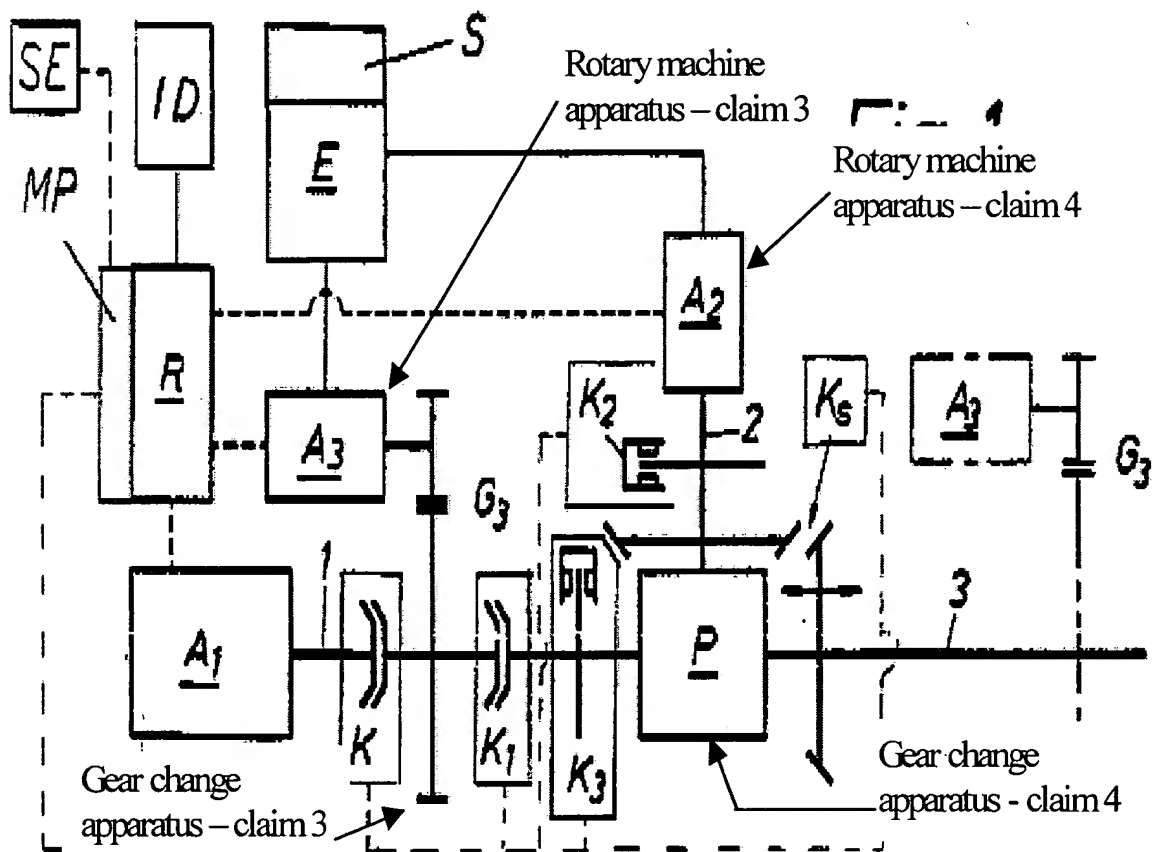 SE
ID
S
Rotary machine
apparatus – claim 3
Rotary machine
apparatus – claim 4
MP
E
A2
R
A3
K2
2
Ks
A3
G3
G3
1
3
A1
P
K
K1
K3
Gear change
apparatus – claim 3
Gear change
apparatus - claim 4